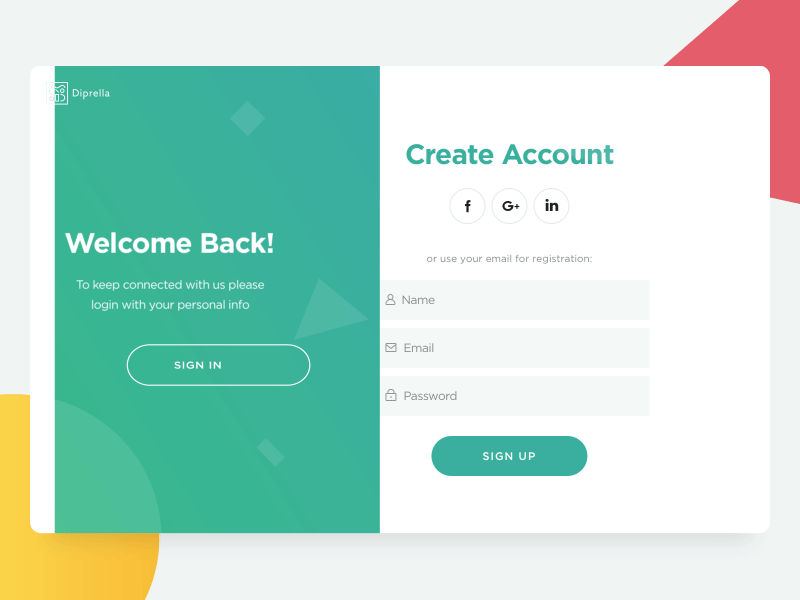 Diprella
Welcome Back!
To keep connected with us please
login with your personal info
SIGN IN
Create Account
f
G+
in
or use your email for registration:
Name
Email
Password
SIGN UP